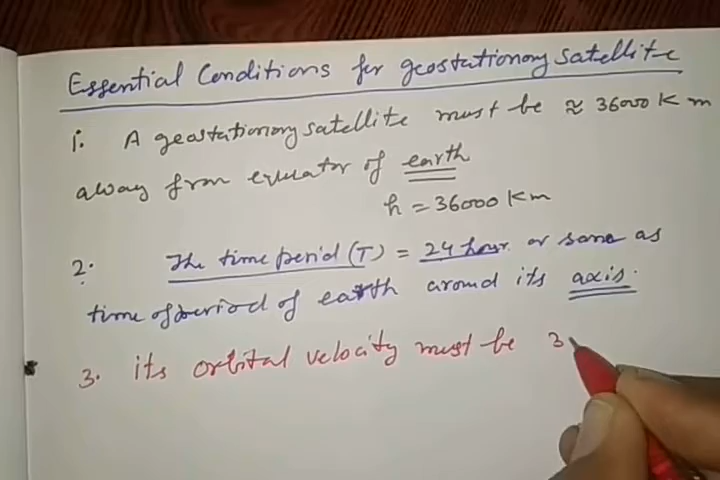 Essential Conditions for geostationary satellite
1. A geostationary satellite must be ≈ 36000 Km
away from equator of earth
h = 36000 Km
2. The time period (T) = 24 hour or same as
time of period of earth around its axis.
3. its orbital velocity must be 3